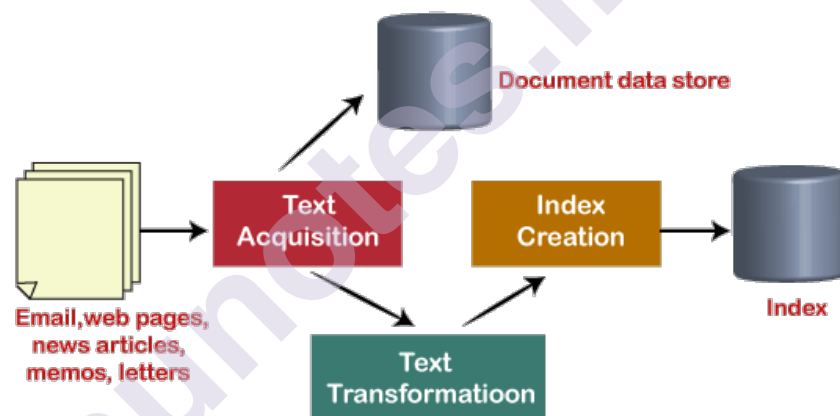 Document data store
Text
Acquisition
Index
Creation
Email,web pages,
news articles,
memos, letters
Index
Text
Transformatioon